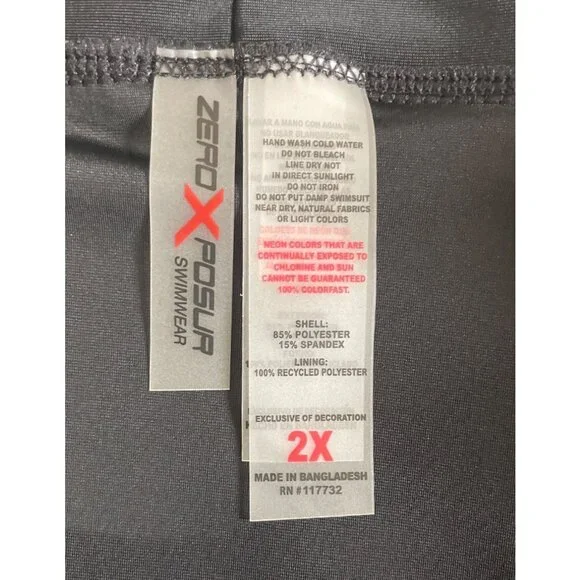 ZERO X POSUR
SWIMWEAR
HAND WASH COLD WATER
DO NOT BLEACH
LINE DRY NOT
IN DIRECT SUNLIGHT
DO NOT IRON
DO NOT PUT DAMP SWIMSUIT
NEAR DRY, NATURAL FABRICS
OR LIGHT COLORS
NEON COLORS THAT ARE
CONTINUALLY EXPOSED TO
CHLORINE AND SUN
CANNOT BE GUARANTEED
100% COLORFAST.
SHELL:
85% POLYESTER
15% SPANDEX
LINING:
100% RECYCLED POLYESTER
EXCLUSIVE OF DECORATION
2X
MADE IN BANGLADESH
RN #117732